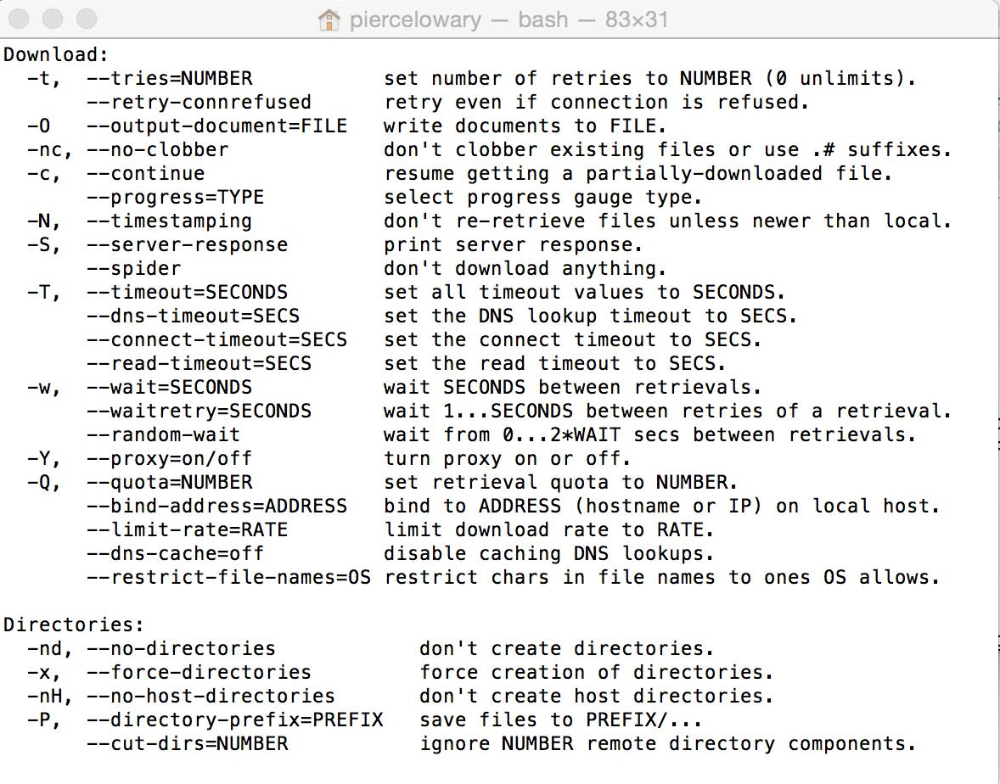 piercelowary — bash — 83×31
Download:
  -t,  --tries=NUMBER           set number of retries to NUMBER (0 unlimits).
       --retry-connrefused      retry even if connection is refused.
  -O   --output-document=FILE   write documents to FILE.
  -nc, --no-clobber             don't clobber existing files or use .# suffixes.
  -c,  --continue               resume getting a partially-downloaded file.
       --progress=TYPE          select progress gauge type.
  -N,  --timestamping           don't re-retrieve files unless newer than local.
  -S,  --server-response        print server response.
       --spider                 don't download anything.
  -T,  --timeout=SECONDS        set all timeout values to SECONDS.
       --dns-timeout=SECS       set the DNS lookup timeout to SECS.
       --connect-timeout=SECS   set the connect timeout to SECS.
       --read-timeout=SECS      set the read timeout to SECS.
  -w,  --wait=SECONDS           wait SECONDS between retrievals.
       --waitretry=SECONDS      wait 1...SECONDS between retries of a retrieval.
       --random-wait            wait from 0...2*WAIT secs between retrievals.
  -Y,  --proxy=on/off           turn proxy on or off.
  -Q,  --quota=NUMBER           set retrieval quota to NUMBER.
       --bind-address=ADDRESS   bind to ADDRESS (hostname or IP) on local host.
       --limit-rate=RATE        limit download rate to RATE.
       --dns-cache=off          disable caching DNS lookups.
       --restrict-file-names=OS restrict chars in file names to ones OS allows.

Directories:
  -nd, --no-directories            don't create directories.
  -x,  --force-directories         force creation of directories.
  -nH, --no-host-directories       don't create host directories.
  -P,  --directory-prefix=PREFIX   save files to PREFIX/...
       --cut-dirs=NUMBER           ignore NUMBER remote directory components.